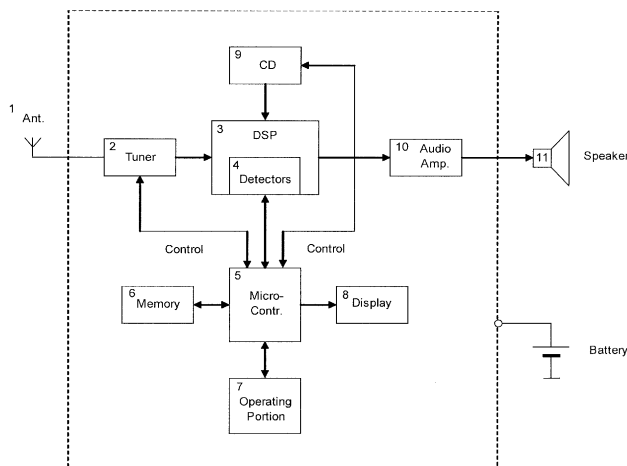 9
CD
1
Ant.
3
DSP
2
Tuner
4
Detectors
10
Audio
Amp.
11
Speaker
Control
Control
5
Micro-
Contr.
6
Memory
8
Display
Battery
7
Operating
Portion